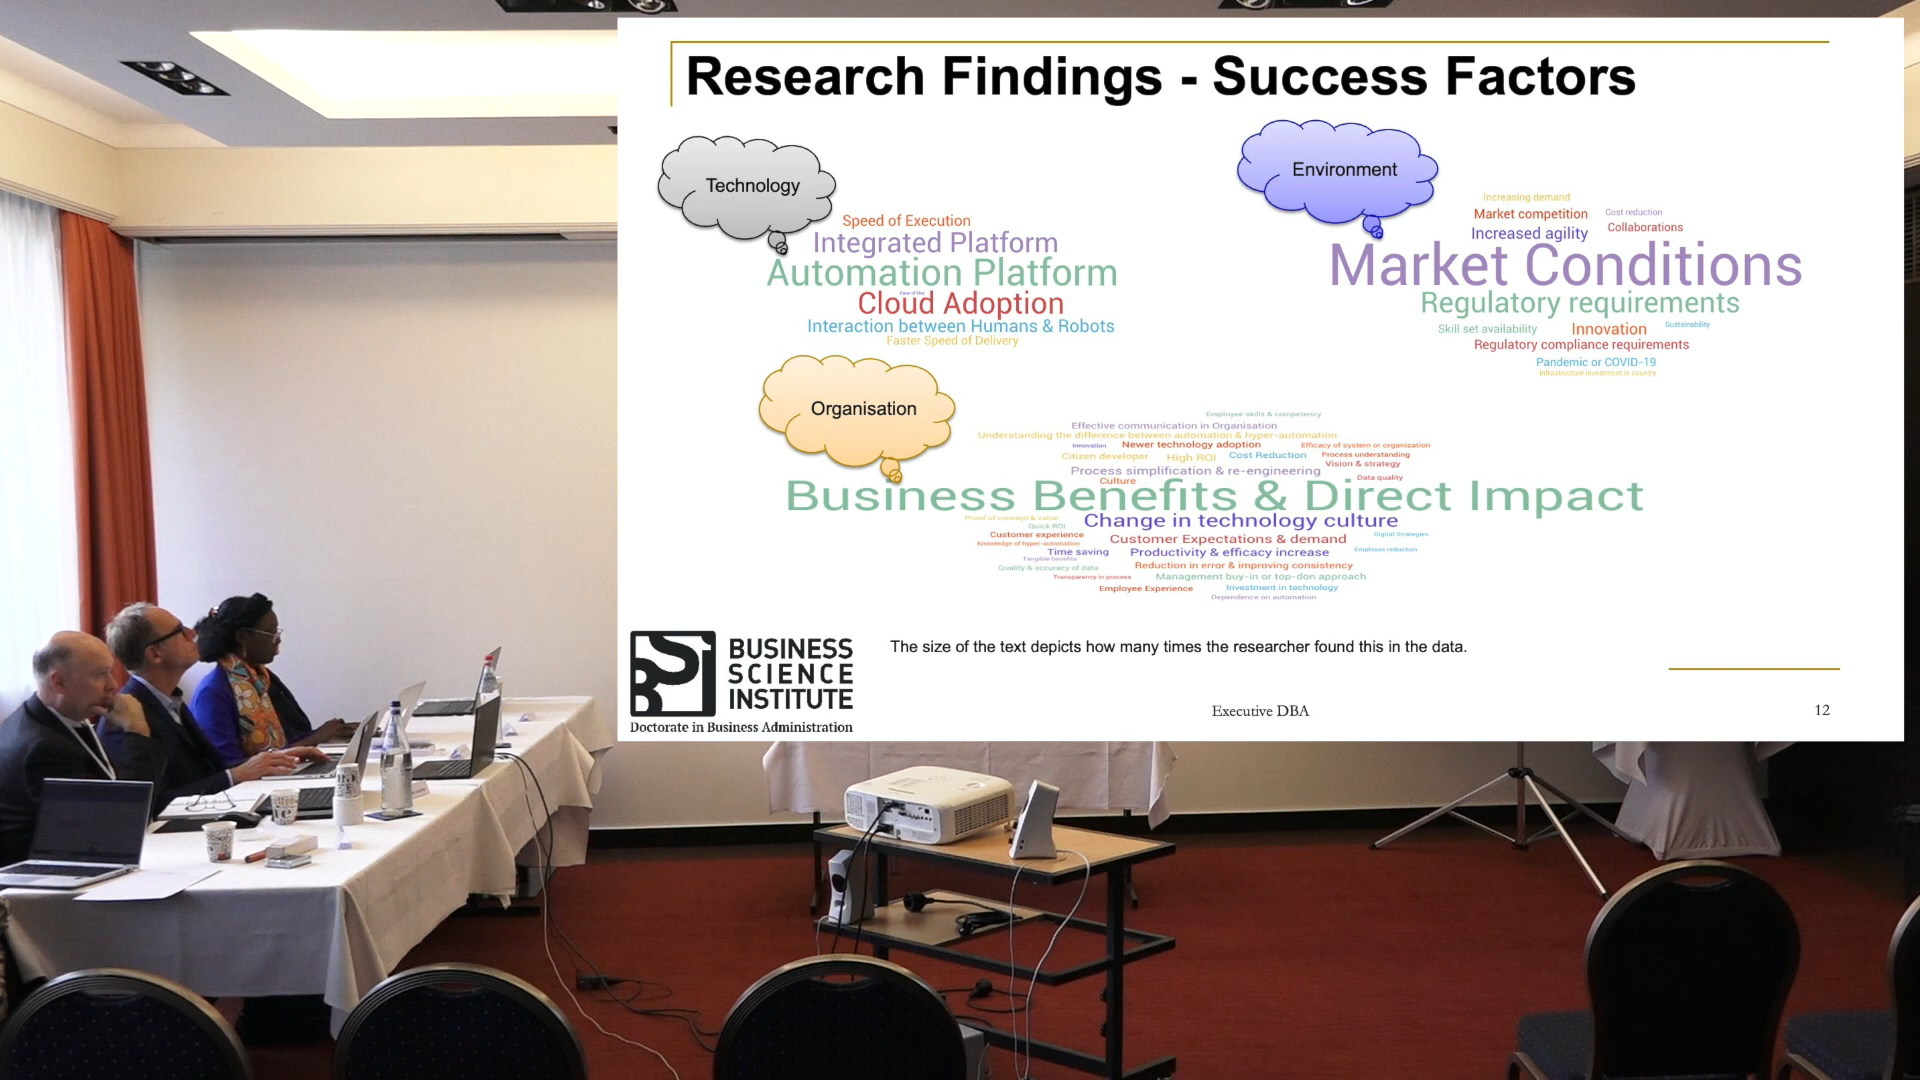 Research Findings - Success Factors
Technology
Speed of Execution
Integrated Platform
Automation Platform
Cloud Adoption
Interaction between Humans & Robots
Faster Speed of Delivery
Environment
Increasing demand
Market competition
Cost reduction
Increased agility
Collaborations
Market Conditions
Regulatory requirements
Skill set availability
Innovation
Sustainability
Regulatory compliance requirements
Pandemic or COVID-19
Infrastructure investment in country
Organisation
Employee skills & competency
Effective communication in Organisation
Understanding the difference between automation & hyper-automation
Innovation
Newer technology adoption
Efficacy of system or organization
Citizen developer
High ROI
Cost Reduction
Process understanding
Vision & strategy
Process simplification & re-engineering
Data quality
Culture
Business Benefits & Direct Impact
Proof of concept & value
Change in technology culture
Quick ROI
Customer experience
Customer Expectations & demand
Digital Strategies
Knowledge of hyper-automation
Time saving
Productivity & efficacy increase
Employee reduction
Tangible benefits
Quality & accuracy of data
Reduction in error & improving consistency
Transparency in process
Management buy-in or top-don approach
Employee Experience
Investment in technology
Dependence on automation
The size of the text depicts how many times the researcher found this in the data.
BUSINESS
SCIENCE
INSTITUTE
Doctorate in Business Administration
Executive DBA
12